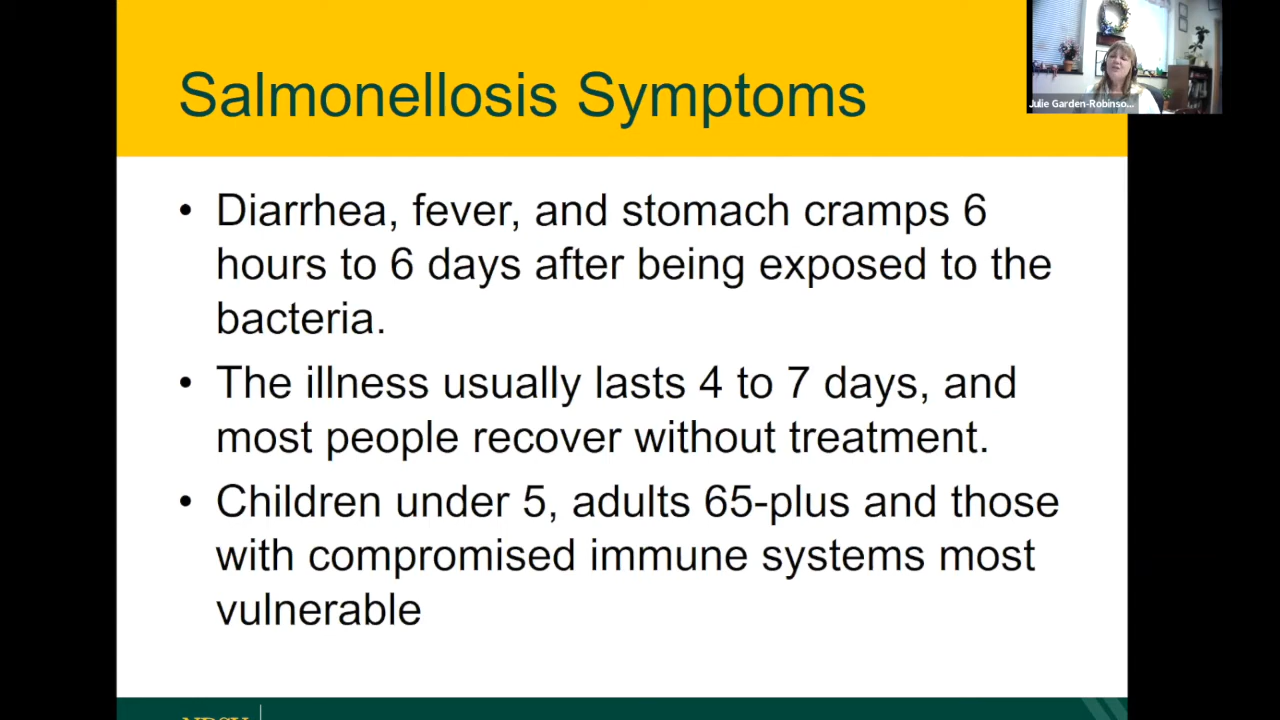 Salmonellosis Symptoms
Julie Garden-Robinso...
• Diarrhea, fever, and stomach cramps 6
hours to 6 days after being exposed to the
bacteria.
• The illness usually lasts 4 to 7 days, and
most people recover without treatment.
• Children under 5, adults 65-plus and those
with compromised immune systems most
vulnerable
NDSU